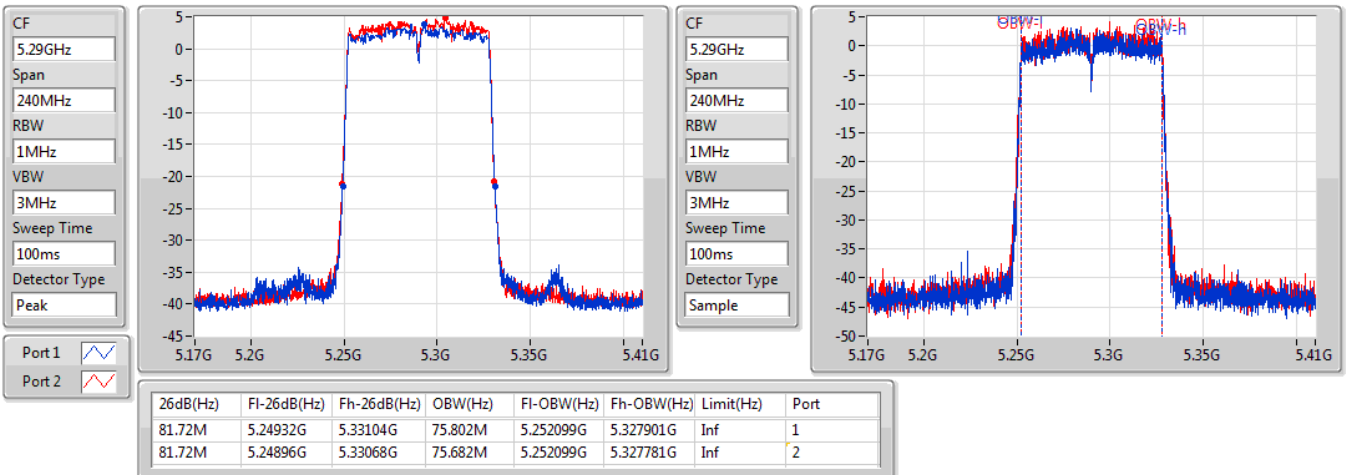 CF
5.29GHz
Span
240MHz
RBW
1MHz
VBW
3MHz
Sweep Time
100ms
Detector Type
Peak
Port 1
Port 2
5
0
-5
-10
-15
-20
-25
-30
-35
-40
-45
5.17G 5.2G 5.25G 5.3G 5.35G 5.41G
CF
5.29GHz
Span
240MHz
RBW
1MHz
VBW
3MHz
Sweep Time
100ms
Detector Type
Sample
OBW-l OBW-h
5
0
-5
-10
-15
-20
-25
-30
-35
-40
-45
-50
5.17G 5.2G 5.25G 5.3G 5.35G 5.41G
26dB(Hz) Fl-26dB(Hz) Fh-26dB(Hz) OBW(Hz) Fl-OBW(Hz) Fh-OBW(Hz) Limit(Hz) Port
81.72M 5.24932G 5.33104G 75.802M 5.252099G 5.327901G Inf 1
81.72M 5.24896G 5.33068G 75.682M 5.252099G 5.327781G Inf 2